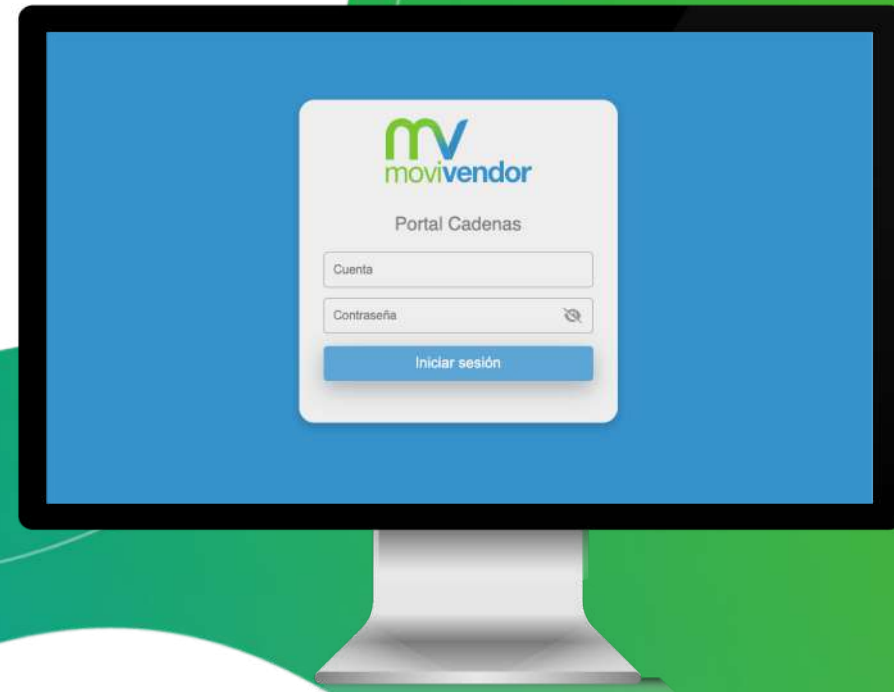 mv
movivendor
Portal Cadenas
Cuenta
Contraseña
Iniciar sesión